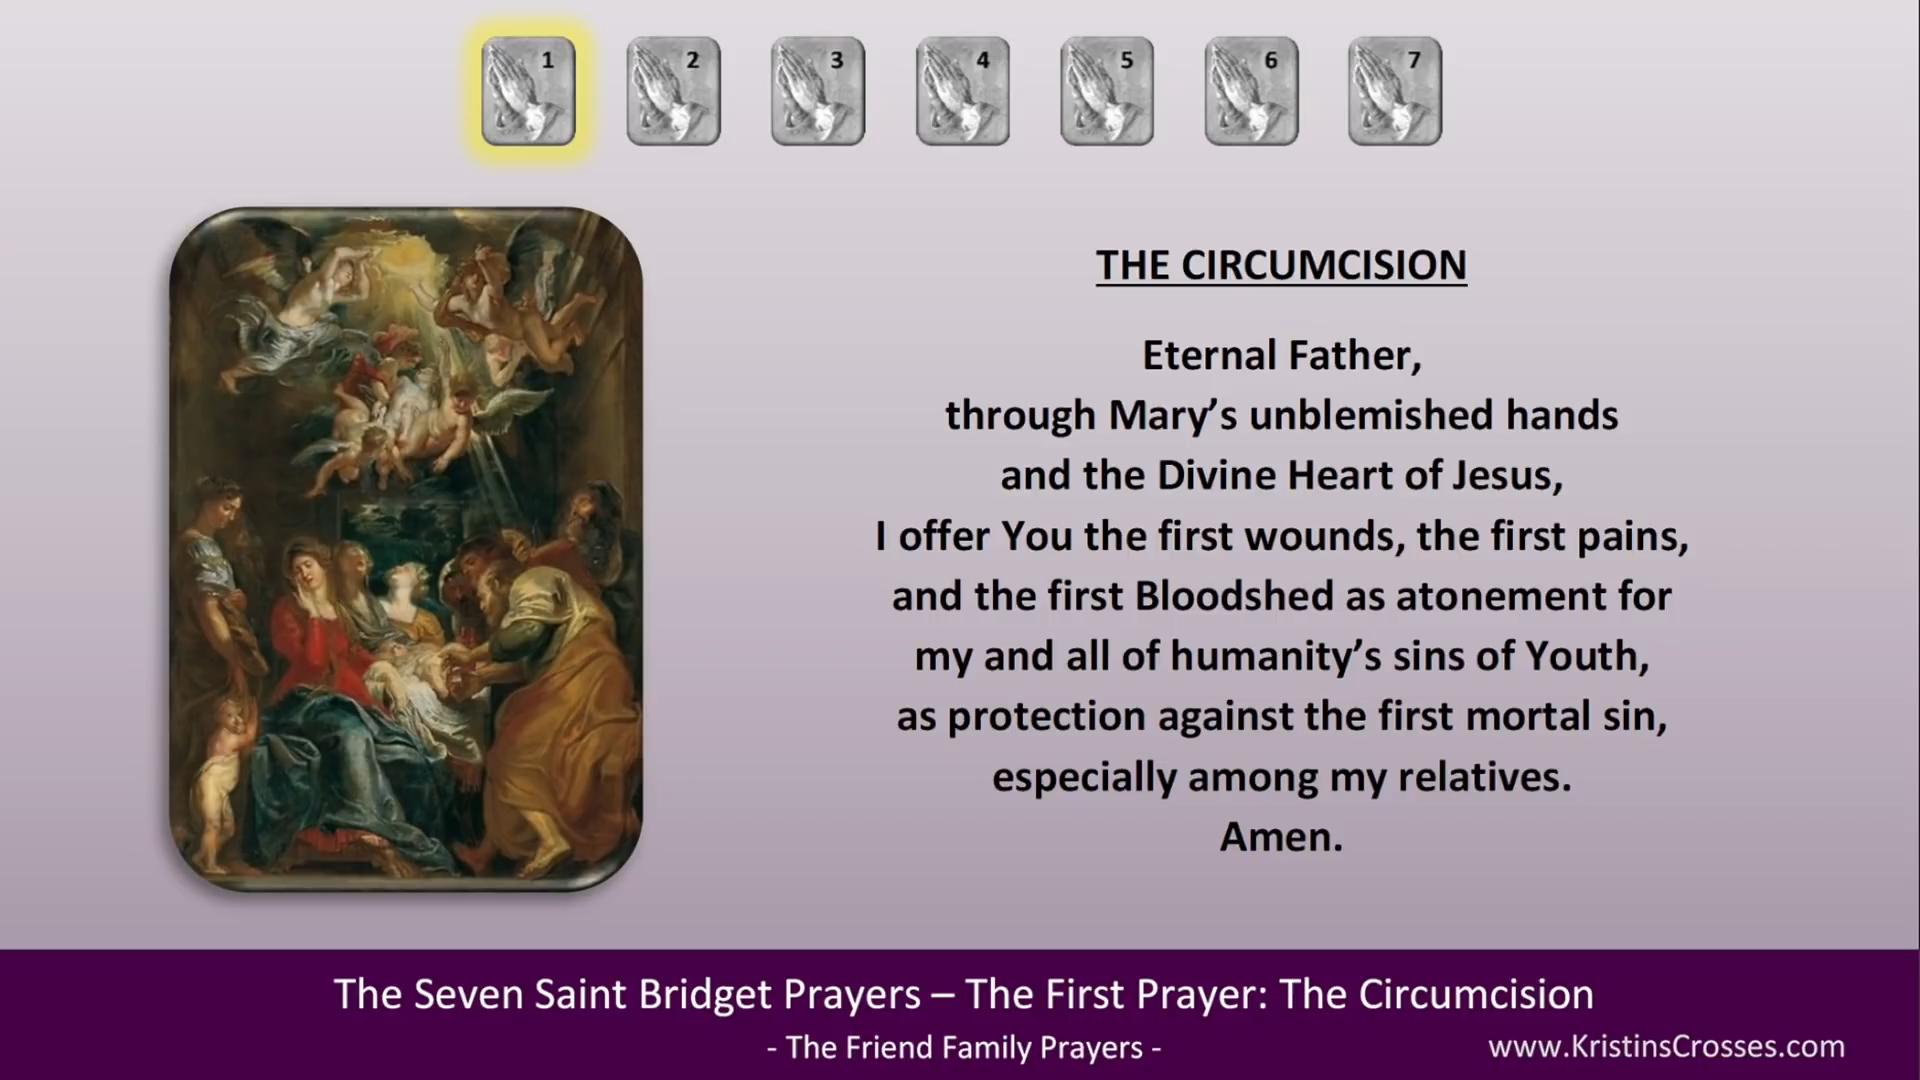 1 2 3 4 5 6 7
THE CIRCUMCISION
Eternal Father,
through Mary’s unblemished hands
and the Divine Heart of Jesus,
I offer You the first wounds, the first pains,
and the first Bloodshed as atonement for
my and all of humanity’s sins of Youth,
as protection against the first mortal sin,
especially among my relatives.
Amen.
The Seven Saint Bridget Prayers – The First Prayer: The Circumcision
- The Friend Family Prayers -
www.KristinsCrosses.com